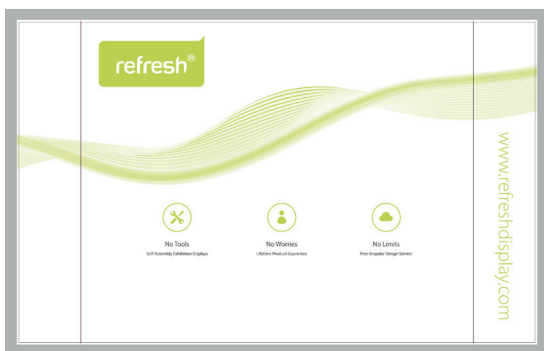 refresh®
www.refreshdisplay.com
No Tools
Self Assembly Exhibition Displays
No Worries
Lifetime Product Guarantee
No Limits
Free Bespoke Design Service